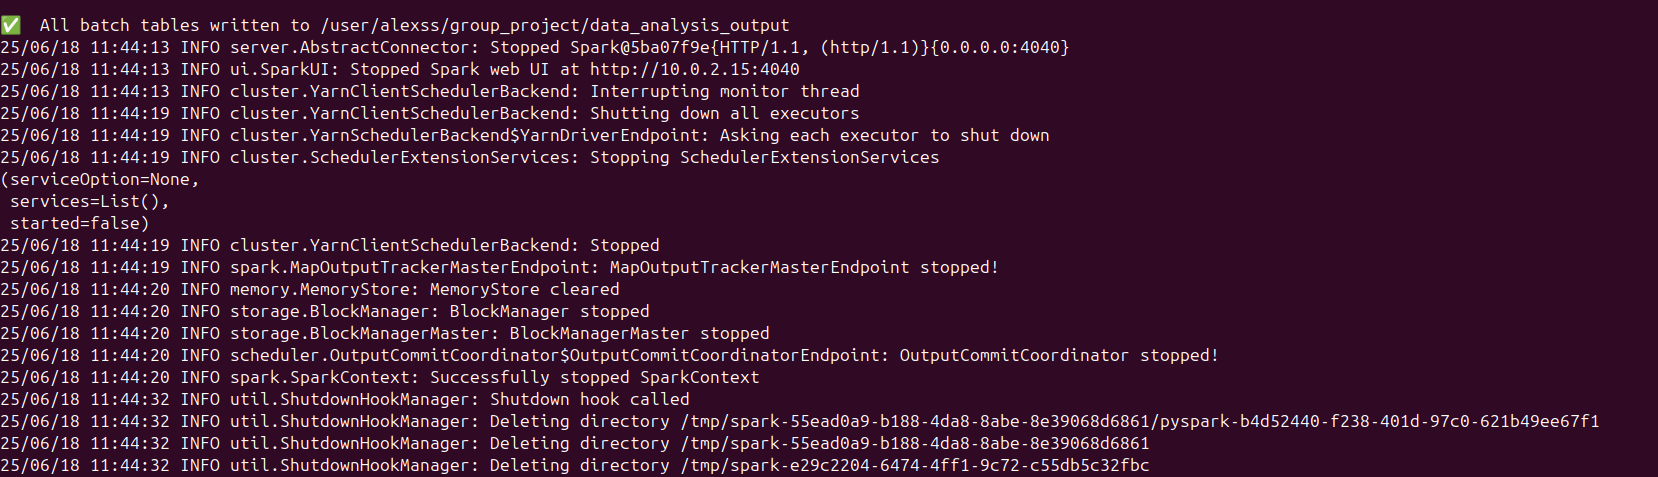 ✅  All batch tables written to /user/alexss/group_project/data_analysis_output
25/06/18 11:44:13 INFO server.AbstractConnector: Stopped Spark@5ba07f9e{HTTP/1.1, (http/1.1)}{0.0.0.0:4040}
25/06/18 11:44:13 INFO ui.SparkUI: Stopped Spark web UI at http://10.0.2.15:4040
25/06/18 11:44:13 INFO cluster.YarnClientSchedulerBackend: Interrupting monitor thread
25/06/18 11:44:19 INFO cluster.YarnClientSchedulerBackend: Shutting down all executors
25/06/18 11:44:19 INFO cluster.YarnSchedulerBackend$YarnDriverEndpoint: Asking each executor to shut down
25/06/18 11:44:19 INFO cluster.SchedulerExtensionServices: Stopping SchedulerExtensionServices
(serviceOption=None,
 services=List(),
 started=false)
25/06/18 11:44:19 INFO cluster.YarnClientSchedulerBackend: Stopped
25/06/18 11:44:19 INFO spark.MapOutputTrackerMasterEndpoint: MapOutputTrackerMasterEndpoint stopped!
25/06/18 11:44:20 INFO memory.MemoryStore: MemoryStore cleared
25/06/18 11:44:20 INFO storage.BlockManager: BlockManager stopped
25/06/18 11:44:20 INFO storage.BlockManagerMaster: BlockManagerMaster stopped
25/06/18 11:44:20 INFO scheduler.OutputCommitCoordinator$OutputCommitCoordinatorEndpoint: OutputCommitCoordinator stopped!
25/06/18 11:44:20 INFO spark.SparkContext: Successfully stopped SparkContext
25/06/18 11:44:32 INFO util.ShutdownHookManager: Shutdown hook called
25/06/18 11:44:32 INFO util.ShutdownHookManager: Deleting directory /tmp/spark-55ead0a9-b188-4da8-8abe-8e39068d6861/pyspark-b4d52440-f238-401d-97c0-621b49ee67f1
25/06/18 11:44:32 INFO util.ShutdownHookManager: Deleting directory /tmp/spark-55ead0a9-b188-4da8-8abe-8e39068d6861
25/06/18 11:44:32 INFO util.ShutdownHookManager: Deleting directory /tmp/spark-e29c2204-6474-4ff1-9c72-c55db5c32fbc